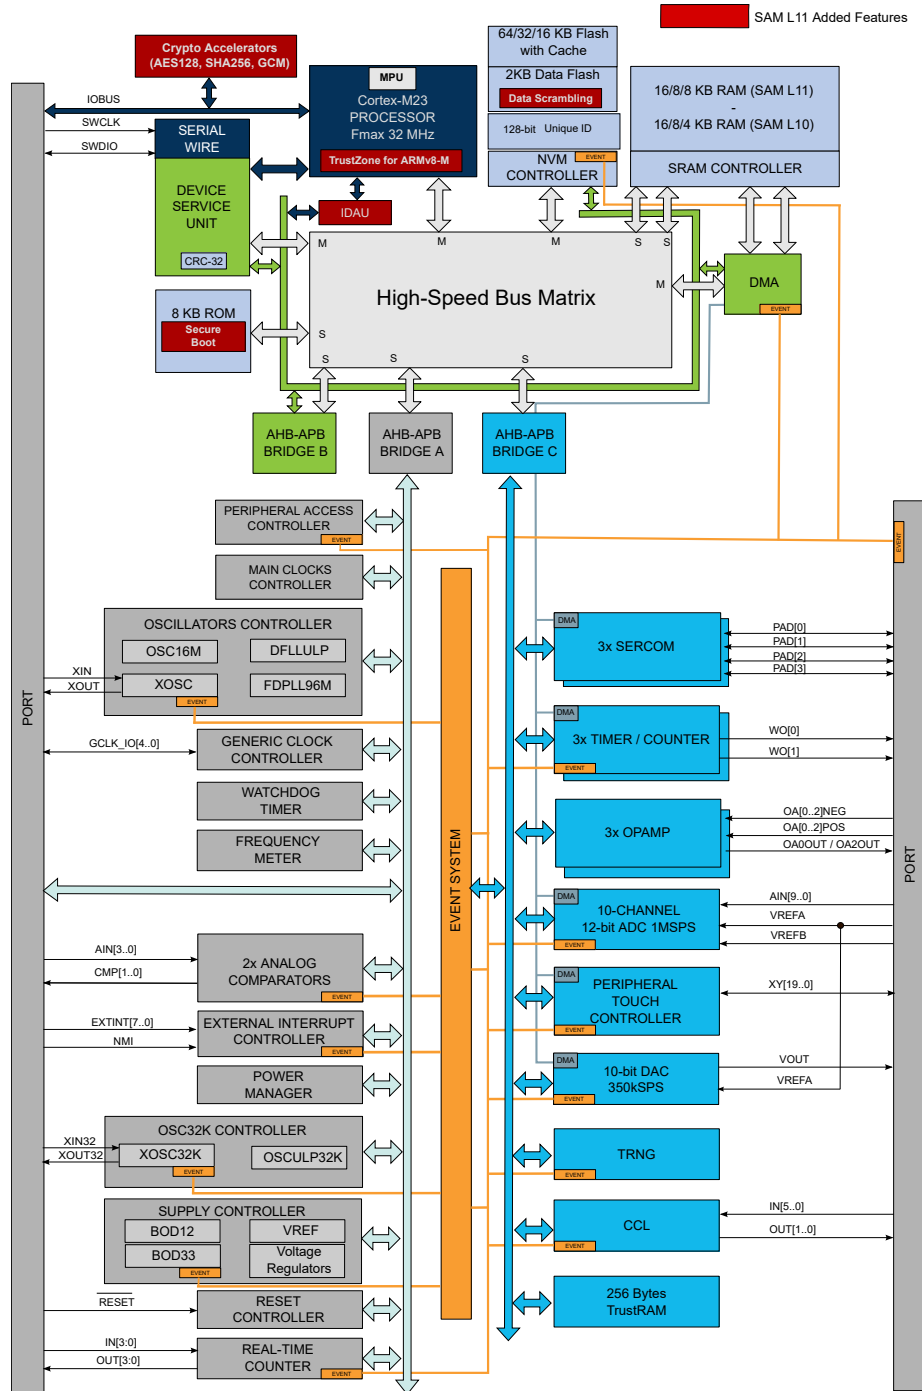 SAM L11 Added Features
Crypto Accelerators
(AES128, SHA256, GCM)
MPU
Cortex-M23
PROCESSOR
Fmax 32 MHz
TrustZone for ARMv8-M
64/32/16 KB Flash
with Cache
2KB Data Flash
Data Scrambling
128-bit Unique ID
EVENT
NVM
CONTROLLER
16/8/8 KB RAM (SAM L11)
-
16/8/4 KB RAM (SAM L10)
SRAM CONTROLLER
IOBUS
SWCLK
SWDIO
SERIAL
WIRE
DEVICE
SERVICE
UNIT
CRC-32
IDAU
M
M
M
S
S
M
High-Speed Bus Matrix
DMA
EVENT
8 KB ROM
Secure
Boot
S
S
S
S
AHB-APB
BRIDGE B
AHB-APB
BRIDGE A
AHB-APB
BRIDGE C
PORT
PERIPHERAL ACCESS
CONTROLLER
EVENT
MAIN CLOCKS
CONTROLLER
OSCILLATORS CONTROLLER
OSC16M
DFLLULP
XOSC
FDPLL96M
EVENT
XIN
XOUT
GCLK_IO[4..0]
GENERIC CLOCK
CONTROLLER
WATCHDOG
TIMER
FREQUENCY
METER
AIN[3..0]
CMP[1..0]
2x ANALOG
COMPARATORS
EVENT
EXTINT[7..0]
NMI
EXTERNAL INTERRUPT
CONTROLLER
EVENT
POWER
MANAGER
OSC32K CONTROLLER
XIN32
XOUT32
XOSC32K
OSCULP32K
EVENT
SUPPLY CONTROLLER
BOD12
VREF
BOD33
Voltage
Regulators
EVENT
RESET
RESET
CONTROLLER
IN[3:0]
OUT[3:0]
REAL-TIME
COUNTER
EVENT
EVENT SYSTEM
EVENT
PORT
DMA
3x SERCOM
PAD[0]
PAD[1]
PAD[2]
PAD[3]
DMA
3x TIMER / COUNTER
EVENT
WO[0]
WO[1]
3x OPAMP
OA[0..2]NEG
OA[0..2]POS
OA0OUT / OA2OUT
DMA
10-CHANNEL
12-bit ADC 1MSPS
EVENT
AIN[9..0]
VREFA
VREFB
DMA
PERIPHERAL
TOUCH
CONTROLLER
EVENT
XY[19..0]
DMA
10-bit DAC
350kSPS
EVENT
VOUT
VREFA
TRNG
EVENT
CCL
EVENT
IN[5..0]
OUT[1..0]
256 Bytes
TrustRAM